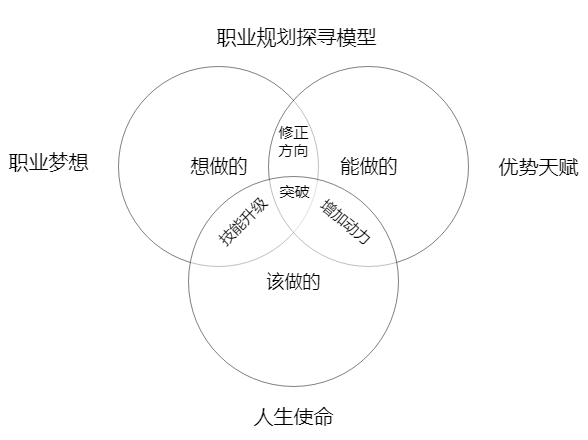 职业规划探寻模型
修正
方向
职业梦想
想做的
能做的
优势天赋
突破
技能升级
增加动力
该做的
人生使命